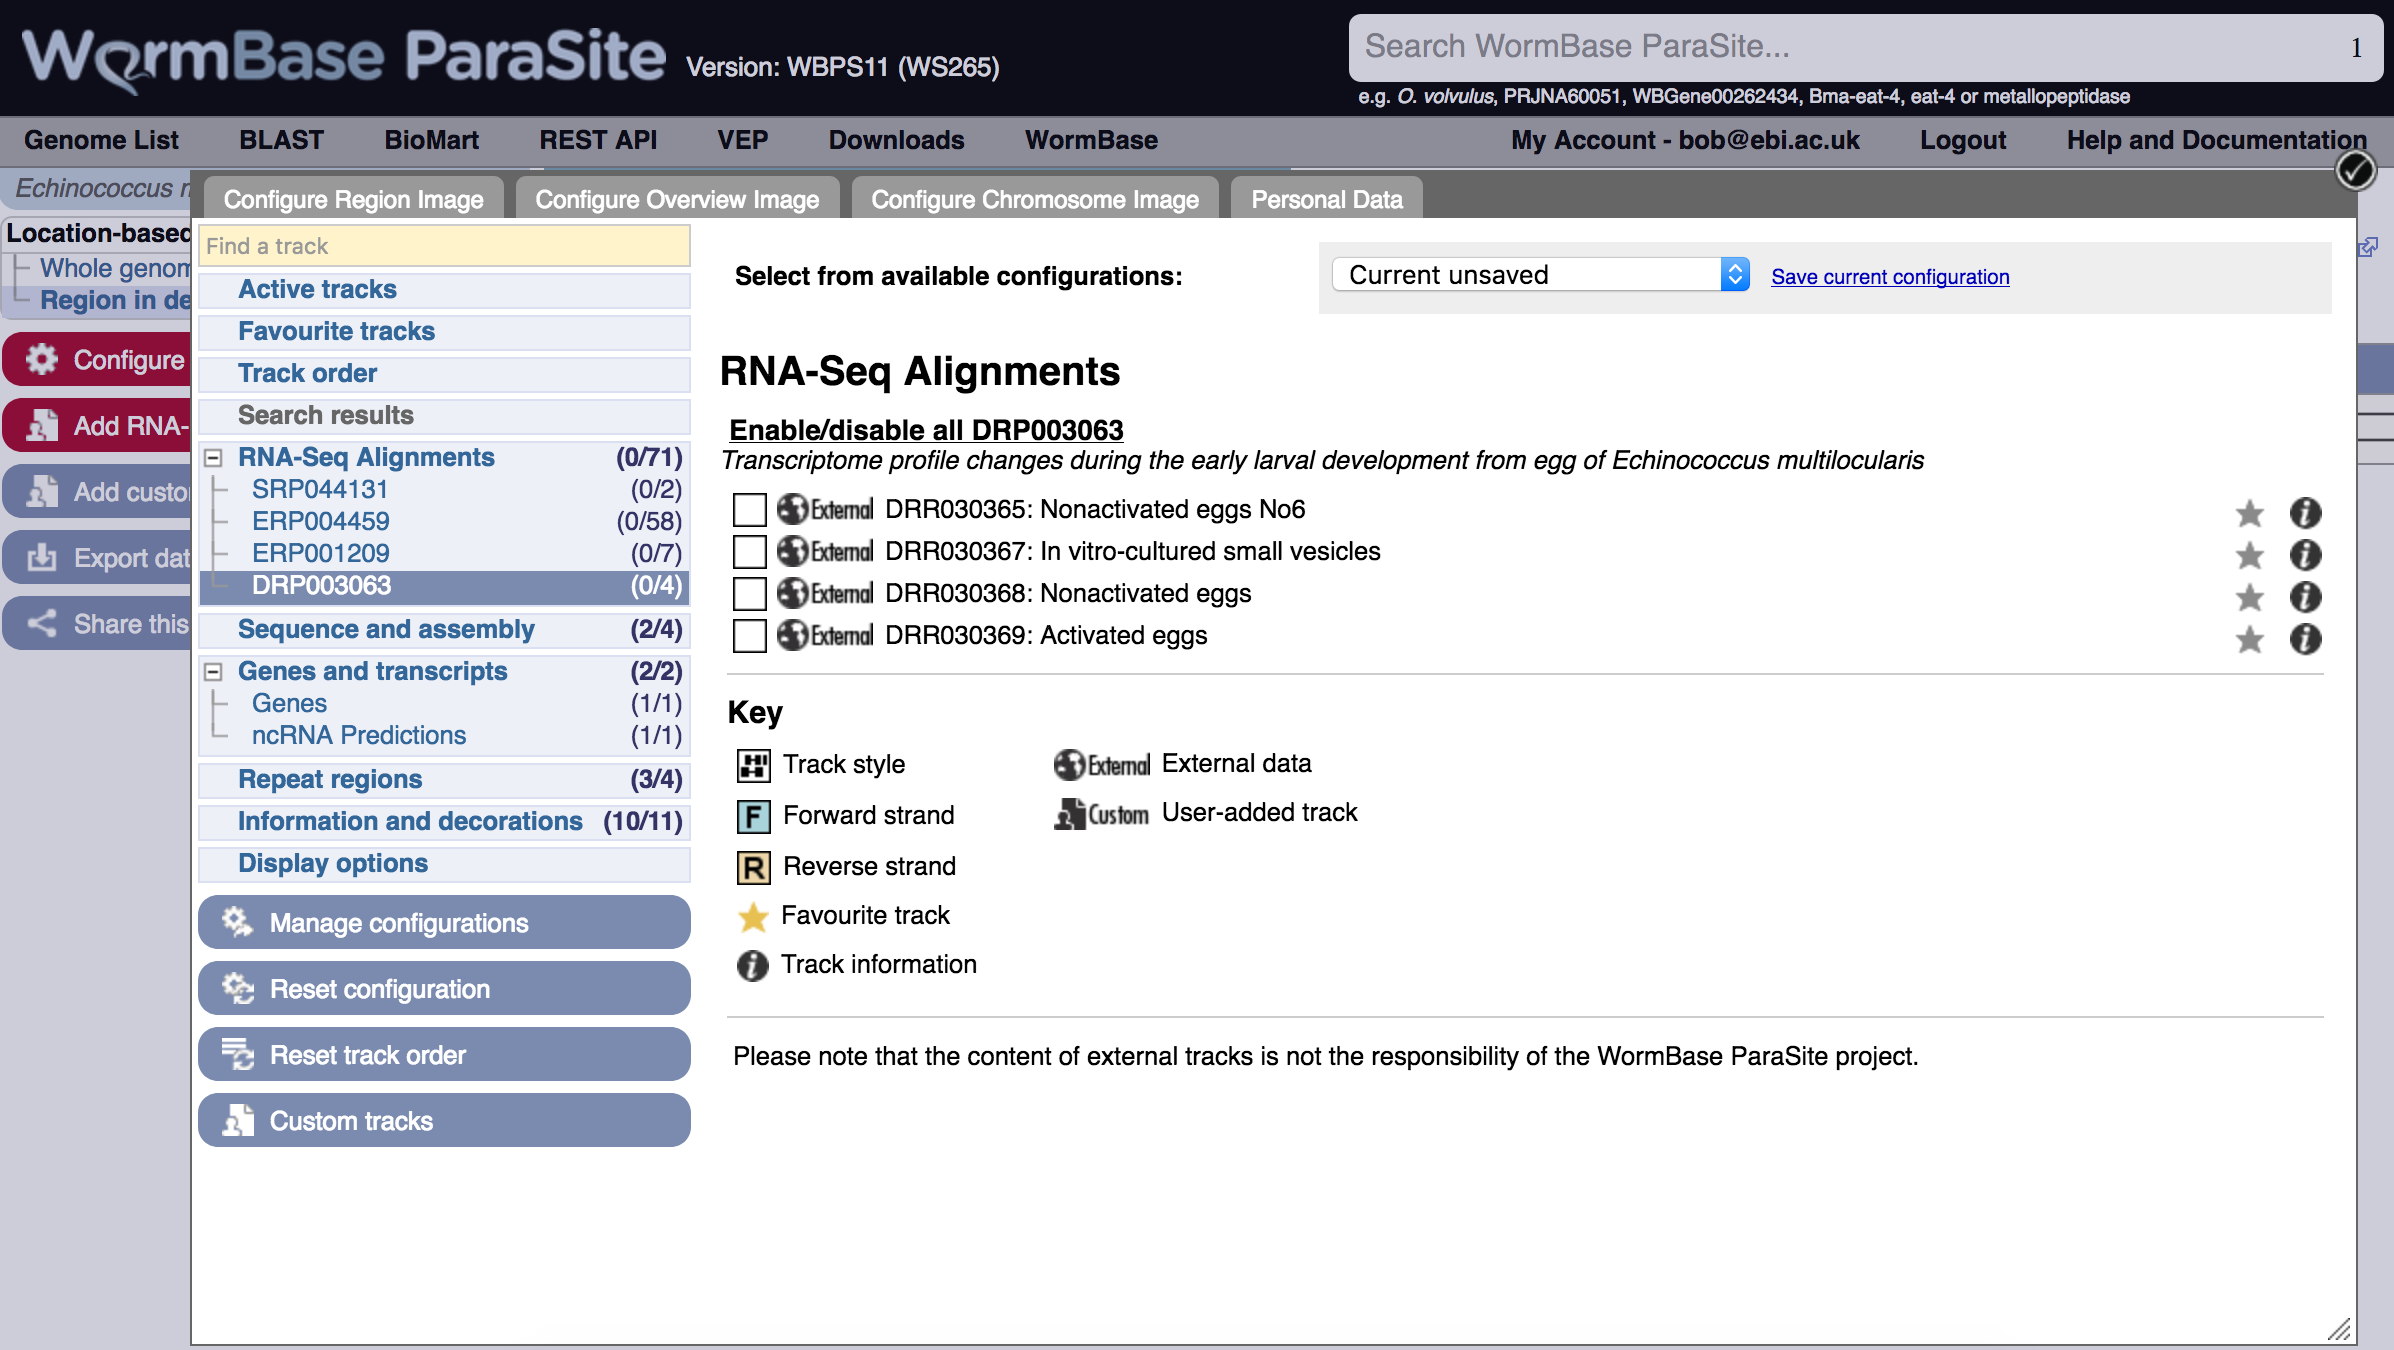 WormBase ParaSite Version: WBPS11 (WS265)
Search WormBase ParaSite... 1
e.g. O. volvulus, PRJNA60051, WBGene00262434, Bma-eat-4, eat-4 or metallopeptidase
Genome List BLAST BioMart REST API VEP Downloads WormBase My Account - bob@ebi.ac.uk Logout Help and Documentation
Echinococcus
Location-based
Whole
Region in
Configure
Add RNA-
Add
Export
Share this
Configure Region Image Configure Overview Image Configure Chromosome Image Personal Data
Find a track
Active tracks
Favourite tracks
Track order
Search results
RNA-Seq Alignments (0/71)
SRP044131 (0/2)
ERP004459 (0/58)
ERP001209 (0/7)
DRP003063 (0/4)
Sequence and assembly (2/4)
Genes and transcripts (2/2)
Genes (1/1)
ncRNA Predictions (1/1)
Repeat regions (3/4)
Information and decorations (10/11)
Display options
Manage configurations
Reset configuration
Reset track order
Custom tracks
Select from available configurations: Current unsaved Save current configuration
RNA-Seq Alignments
Enable/disable all DRP003063
Transcriptome profile changes during the early larval development from egg of Echinococcus multilocularis
External DRR030365: Nonactivated eggs No6
External DRR030367: In vitro-cultured small vesicles
External DRR030368: Nonactivated eggs
External DRR030369: Activated eggs
Key
Track style External External data
F Forward strand Custom User-added track
R Reverse strand
Favourite track
i Track information
Please note that the content of external tracks is not the responsibility of the WormBase ParaSite project.